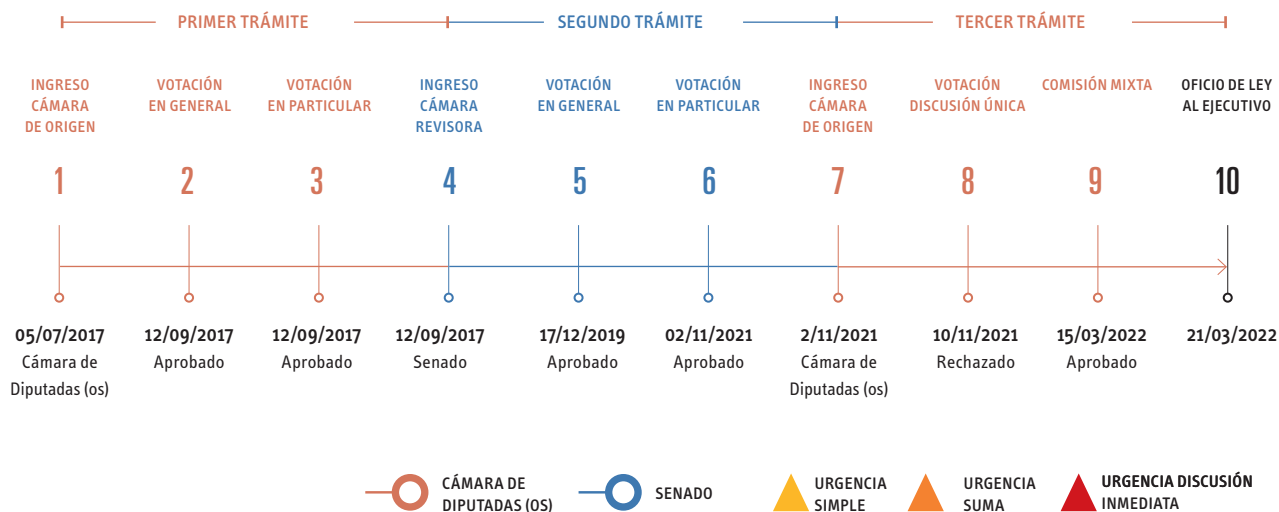 PRIMER TRÁMITE
SEGUNDO TRÁMITE
TERCER TRÁMITE
INGRESO
CÁMARA
DE ORIGEN
VOTACIÓN
EN GENERAL
VOTACIÓN
EN PARTICULAR
INGRESO
CÁMARA
REVISORA
VOTACIÓN
EN GENERAL
VOTACIÓN
EN PARTICULAR
INGRESO
CÁMARA
DE ORIGEN
VOTACIÓN
DISCUSIÓN ÚNICA
COMISIÓN MIXTA
OFICIO DE LEY
AL EJECUTIVO
1
2
3
4
5
6
7
8
9
10
05/07/2017
Cámara de
Diputadas (os)
12/09/2017
Aprobado
12/09/2017
Aprobado
12/09/2017
Senado
17/12/2019
Aprobado
02/11/2021
Aprobado
2/11/2021
Cámara de
Diputadas (os)
10/11/2021
Rechazado
15/03/2022
Aprobado
21/03/2022
CÁMARA DE
DIPUTADAS (OS)
SENADO
URGENCIA
SIMPLE
URGENCIA
SUMA
URGENCIA DISCUSIÓN
INMEDIATA